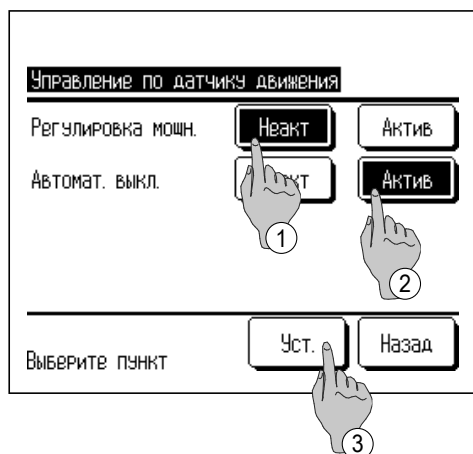 Управление по датчику движения
Регулировка мощн. Неакт Актив
Автомат. выкл. Актив
1
2
Уст. Назад
Выберите пункт
3